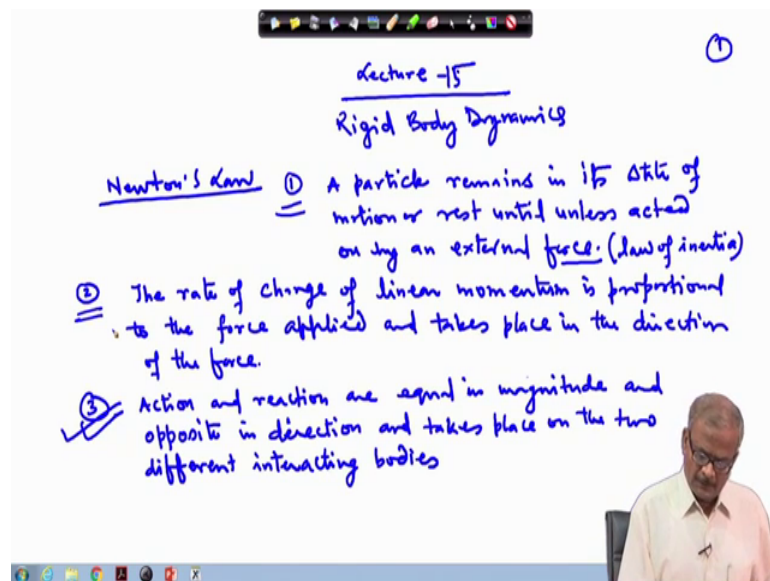 ①
Lecture -15
Rigid Body Dynamics
Newton's Law ① A particle remains in its state of
motion or rest until unless acted
on by an external force. (law of inertia)
② The rate of change of linear momentum is proportional
to the force applied and takes place in the direction
of the force.
③ Action and reaction are equal in magnitude and
opposite in direction and takes place on the two
different interacting bodies